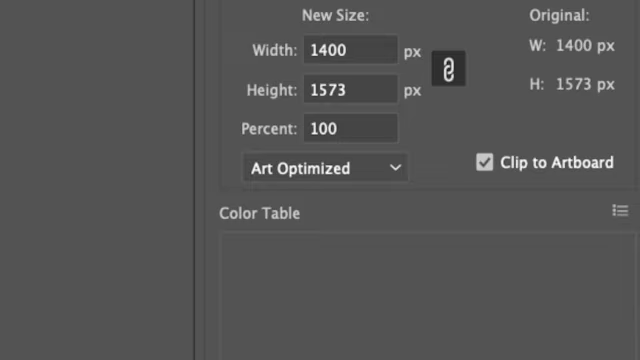 New Size: Original:
Width: 1400 px W: 1400 px
Height: 1573 px H: 1573 px
Percent: 100
Art Optimized Clip to Artboard
Color Table